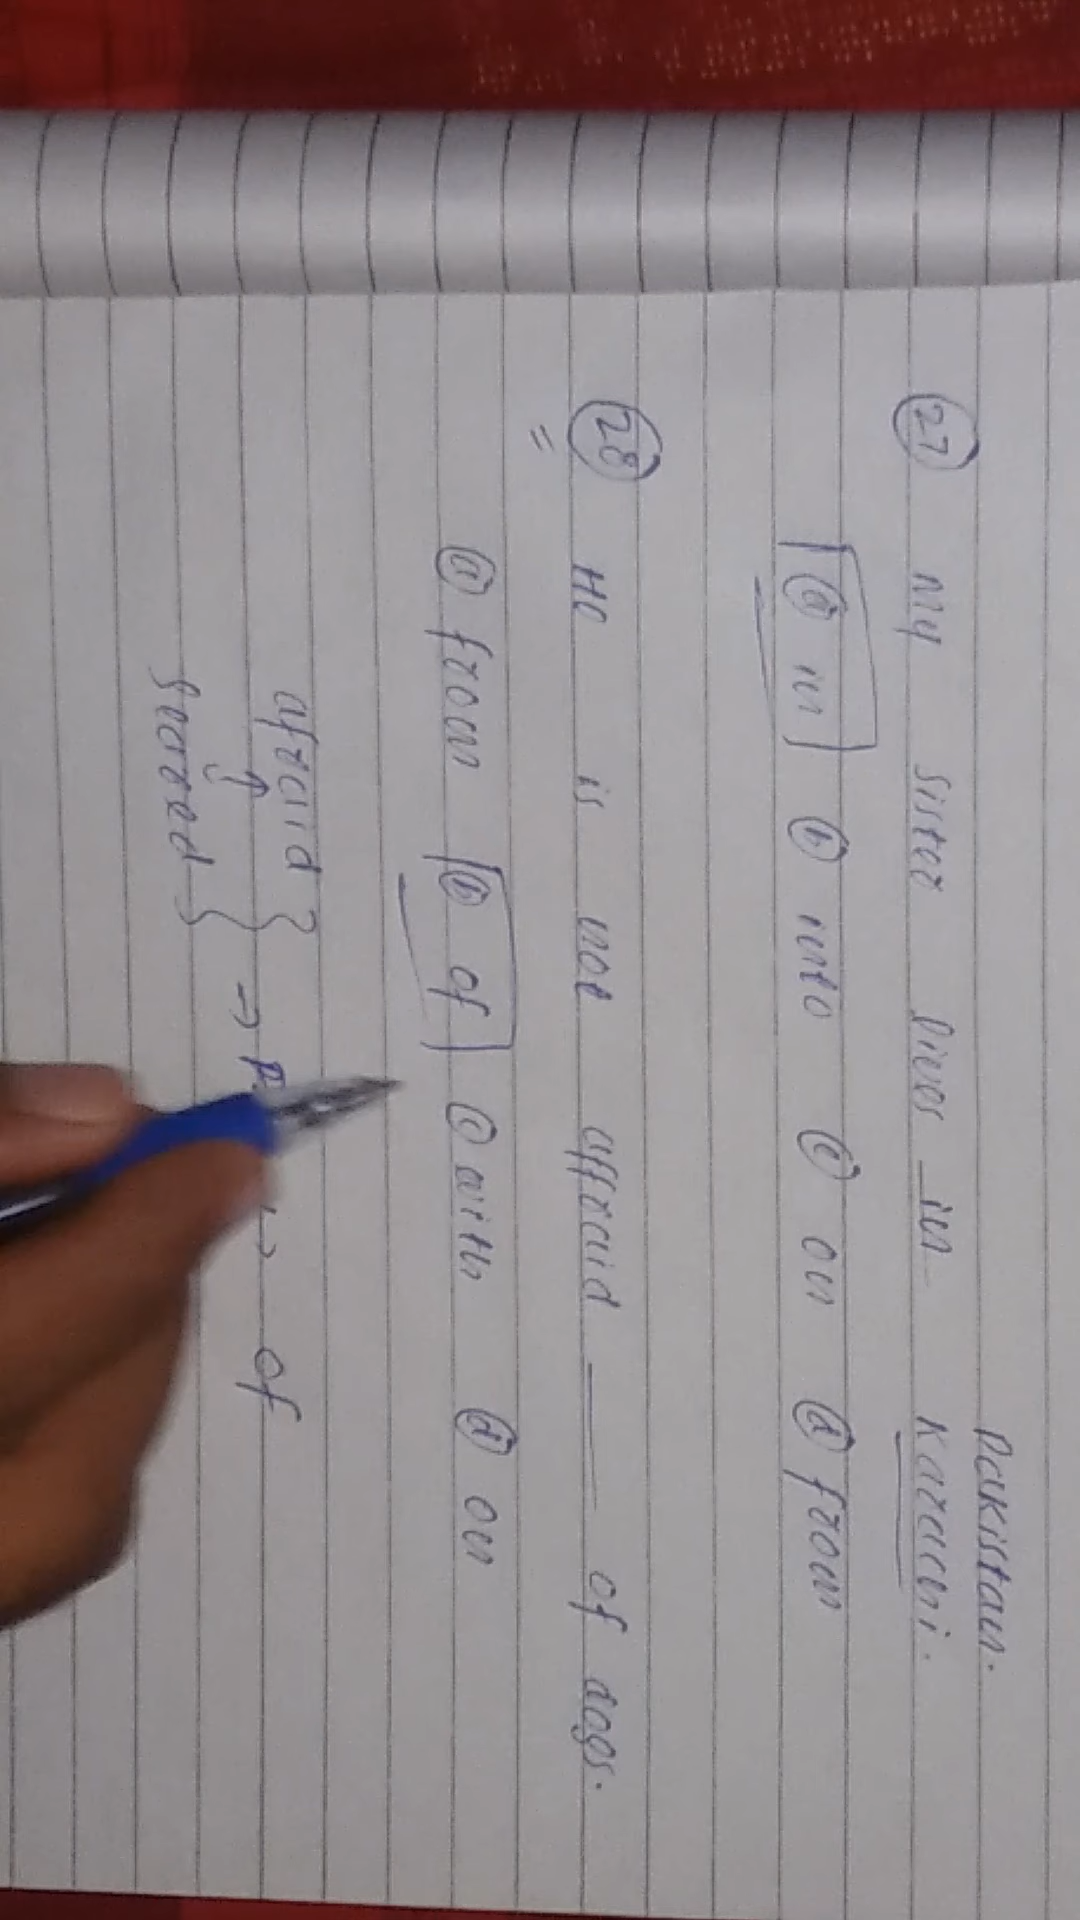 Pakistan.
27 My Sister lives in Karachi.
a in b into c on d from
28 He is not affraid ___ of dogs.
a from b of c with d on
afraid } → of
Scared }